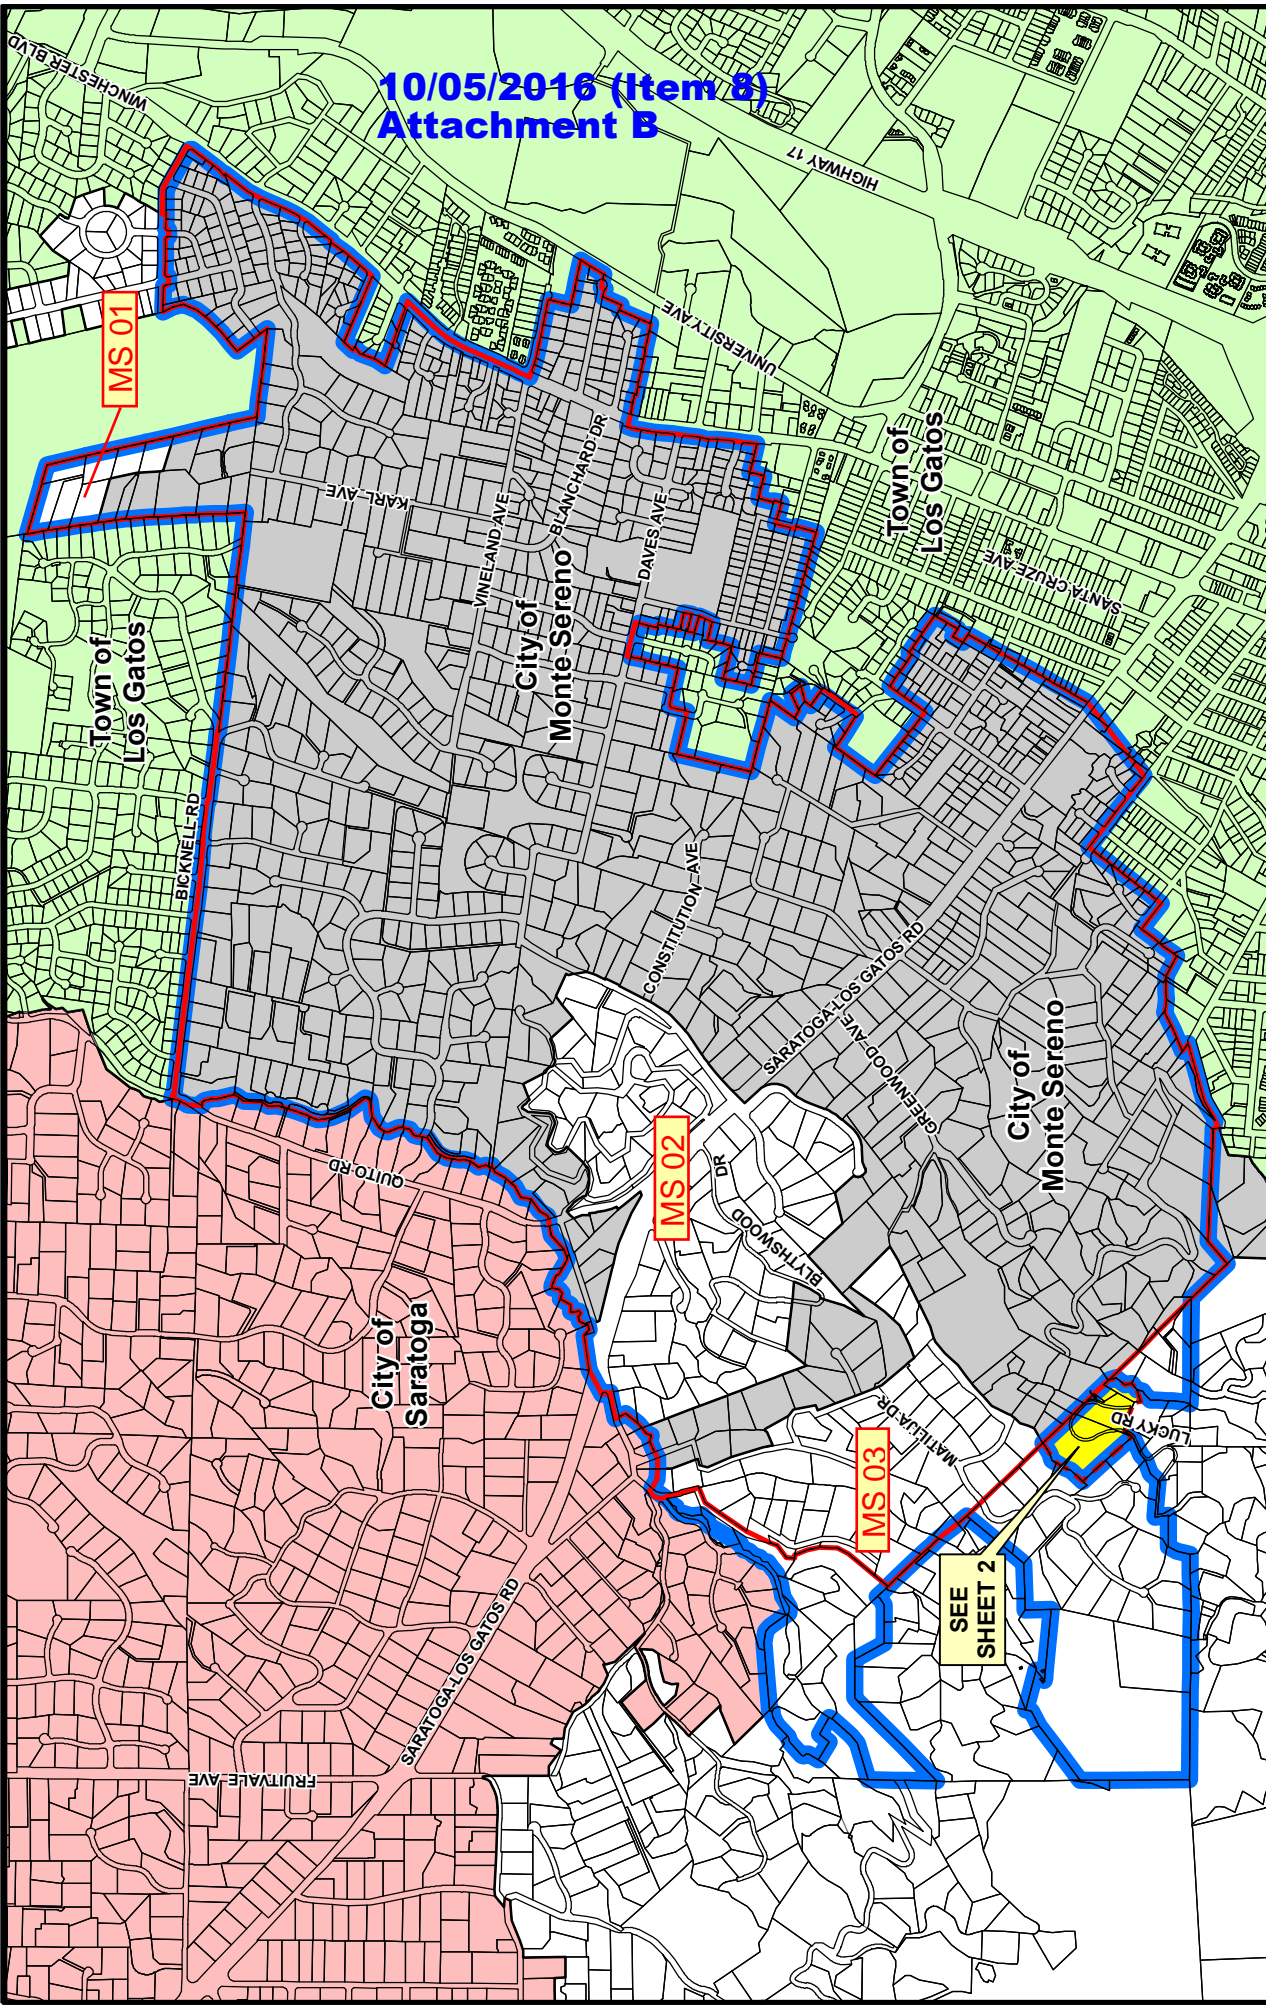 10/05/2016 (Item 8)
Attachment B
WINCHESTER BLVD
HIGHWAY 17
MS 01
UNIVERSITY AVE
KARL AVE
BLANCHARD DR
VINELAND AVE
DAVES AVE
Town of
Los Gatos
SANTA CRUZE AVE
City of
Monte Sereno
Town of
Los Gatos
BICKNELL RD
CONSTITUTION AVE
SARATOGA-LOS GATOS RD
GREENWOOD AVE
City of
Monte Sereno
QUITO RD
MS 02
BLYTHSWOOD
DR
City of
Saratoga
MATILIJA DR
LUCKY RD
MS 03
SEE
SHEET 2
SARATOGA-LOS GATOS RD
FRUITVALE AVE